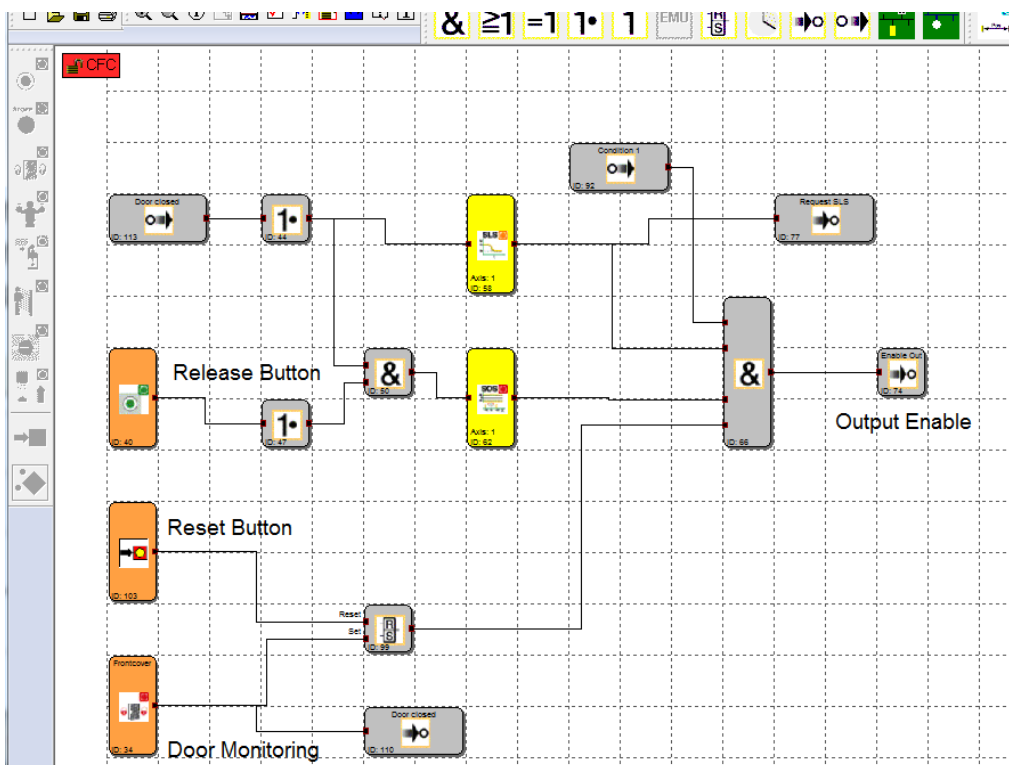 & ≥1 =1 1• 1 EMU R S
CFC
Condition 1
ID: 92
Door closed
ID: 113
1•
ID: 44
SLS
Axis: 1
ID: 58
Request SLS
ID: 77
Release Button
ID: 40
1•
ID: 47
&
ID: 50
SOS
Axis: 1
ID: 62
&
ID: 66
Enable Out
ID: 74
Output Enable
Reset Button
ID: 103
Reset
Set
R
S
ID: 99
Frontcover
ID: 34
Door Monitoring
Door closed
ID: 110